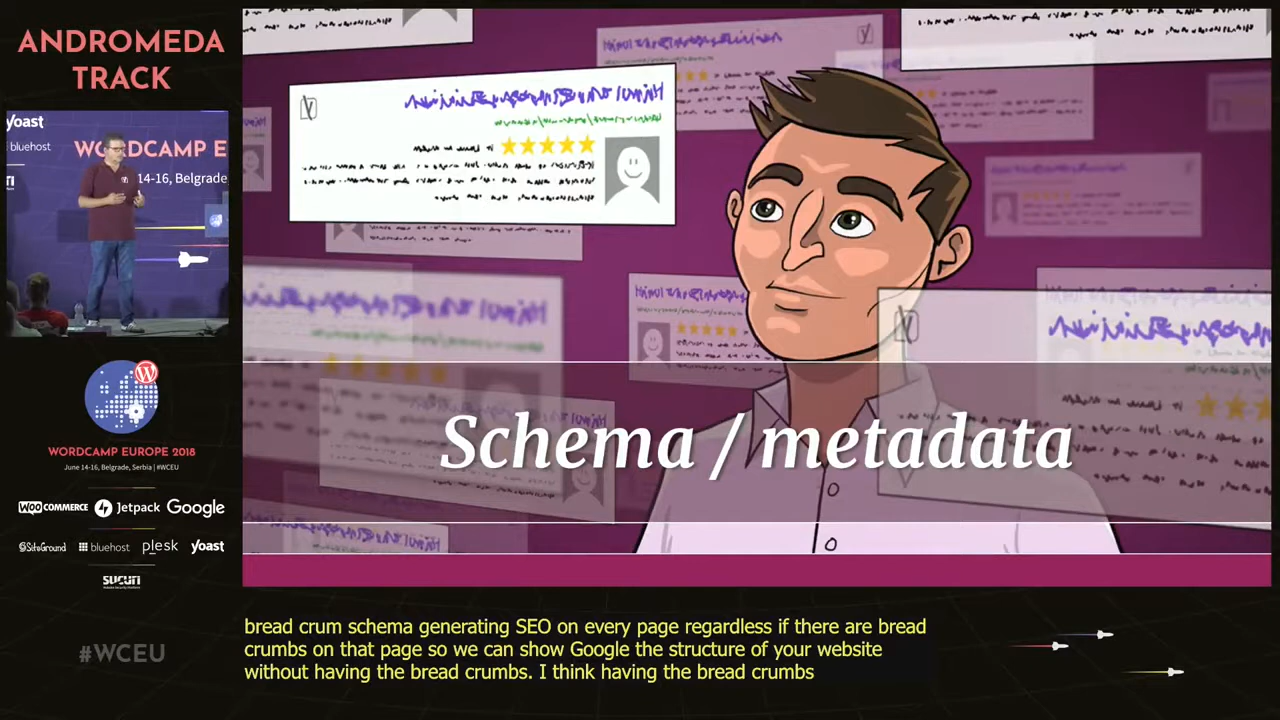 ANDROMEDA
TRACK
yoast
bluehost
WORDCAMP E
14-16, Belgrade,
WORDCAMP EUROPE 2018
June 14-16, Belgrade, Serbia | #WCEU
WOO COMMERCE Jetpack Google
SiteGround bluehost plesk yoast
sucuri
#WCEU
Schema / metadata
bread crum schema generating SEO on every page regardless if there are bread
crumbs on that page so we can show Google the structure of your website
without having the bread crumbs. I think having the bread crumbs